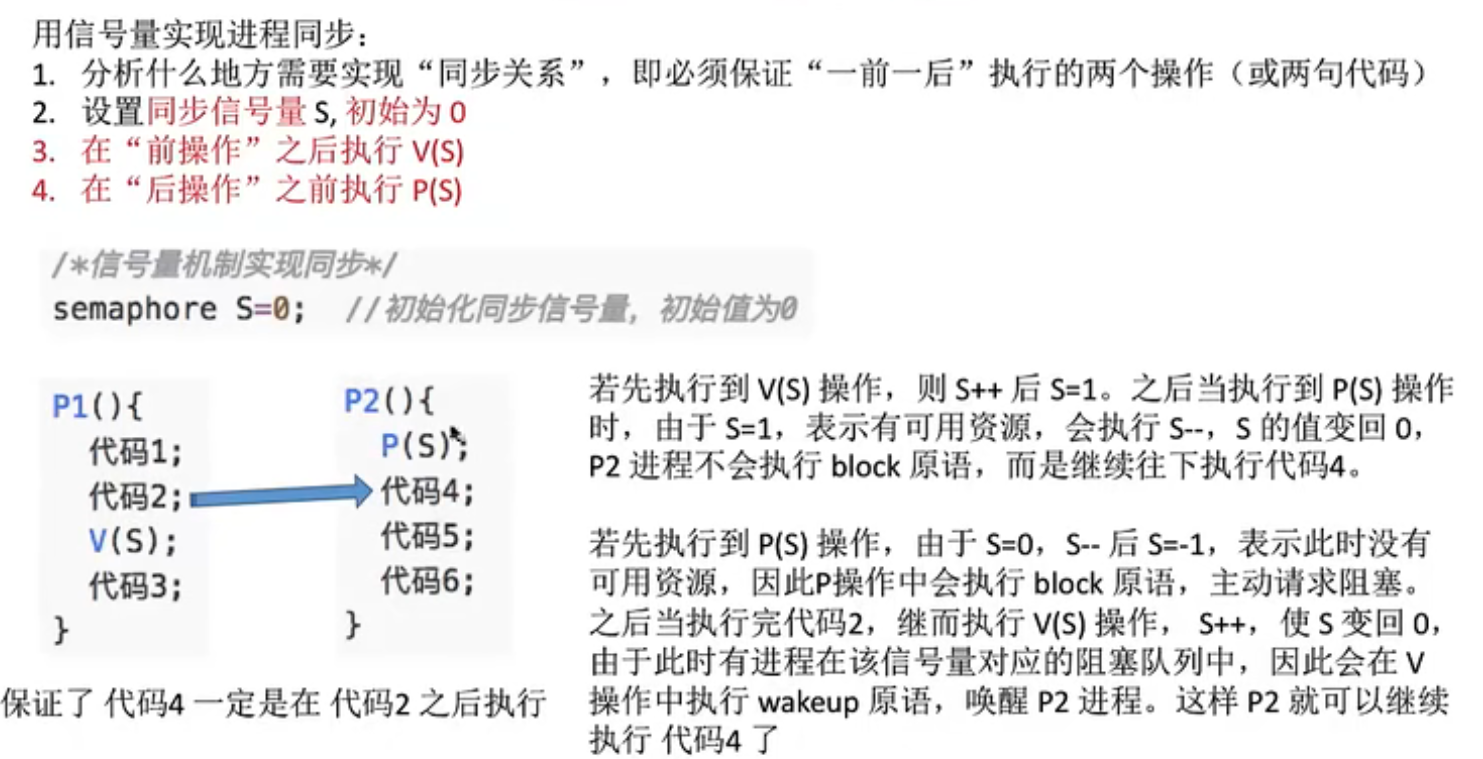 用信号量实现进程同步：
1. 分析什么地方需要实现“同步关系”，即必须保证“一前一后”执行的两个操作（或两句代码）
2. 设置同步信号量 S, 初始为 0
3. 在“前操作”之后执行 V(S)
4. 在“后操作”之前执行 P(S)
/*信号量机制实现同步*/
semaphore S=0; //初始化同步信号量，初始值为0
P1(){
代码1;
代码2;
V(S);
代码3;
}
P2(){
P(S);
代码4;
代码5;
代码6;
}
保证了 代码4 一定是在 代码2 之后执行
若先执行到 V(S) 操作，则 S++ 后 S=1。之后当执行到 P(S) 操作
时，由于 S=1，表示有可用资源，会执行 S--，S 的值变回 0，
P2 进程不会执行 block 原语，而是继续往下执行代码4。
若先执行到 P(S) 操作，由于 S=0，S-- 后 S=-1，表示此时没有
可用资源，因此P操作中会执行 block 原语，主动请求阻塞。
之后当执行完代码2，继而执行 V(S) 操作， S++，使 S 变回 0，
由于此时有进程在该信号量对应的阻塞队列中，因此会在 V
操作中执行 wakeup 原语，唤醒 P2 进程。这样 P2 就可以继续
执行 代码4 了